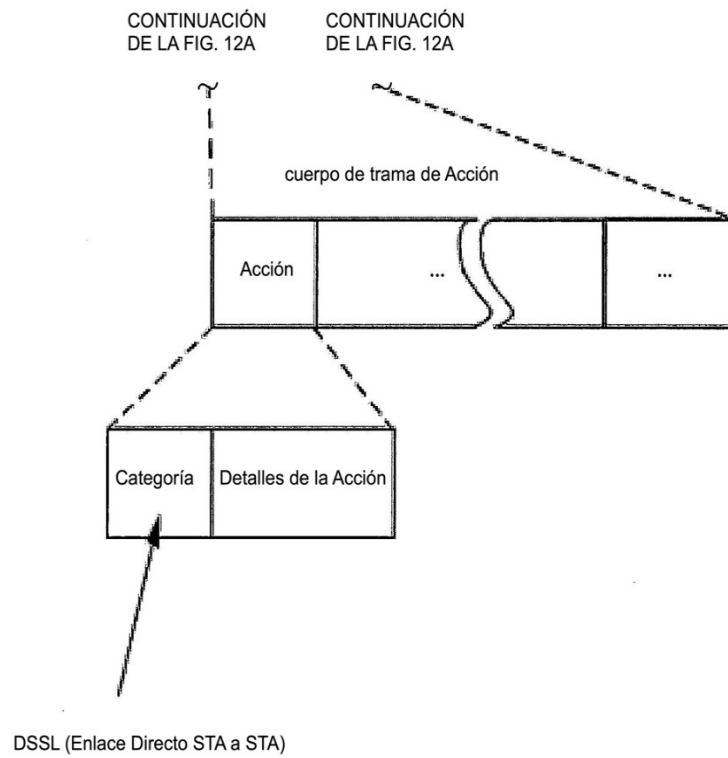 CONTINUACIÓN
DE LA FIG. 12A
CONTINUACIÓN
DE LA FIG. 12A
cuerpo de trama de Acción
Acción
...
...
Categoría
Detalles de la Acción
DSSL (Enlace Directo STA a STA)